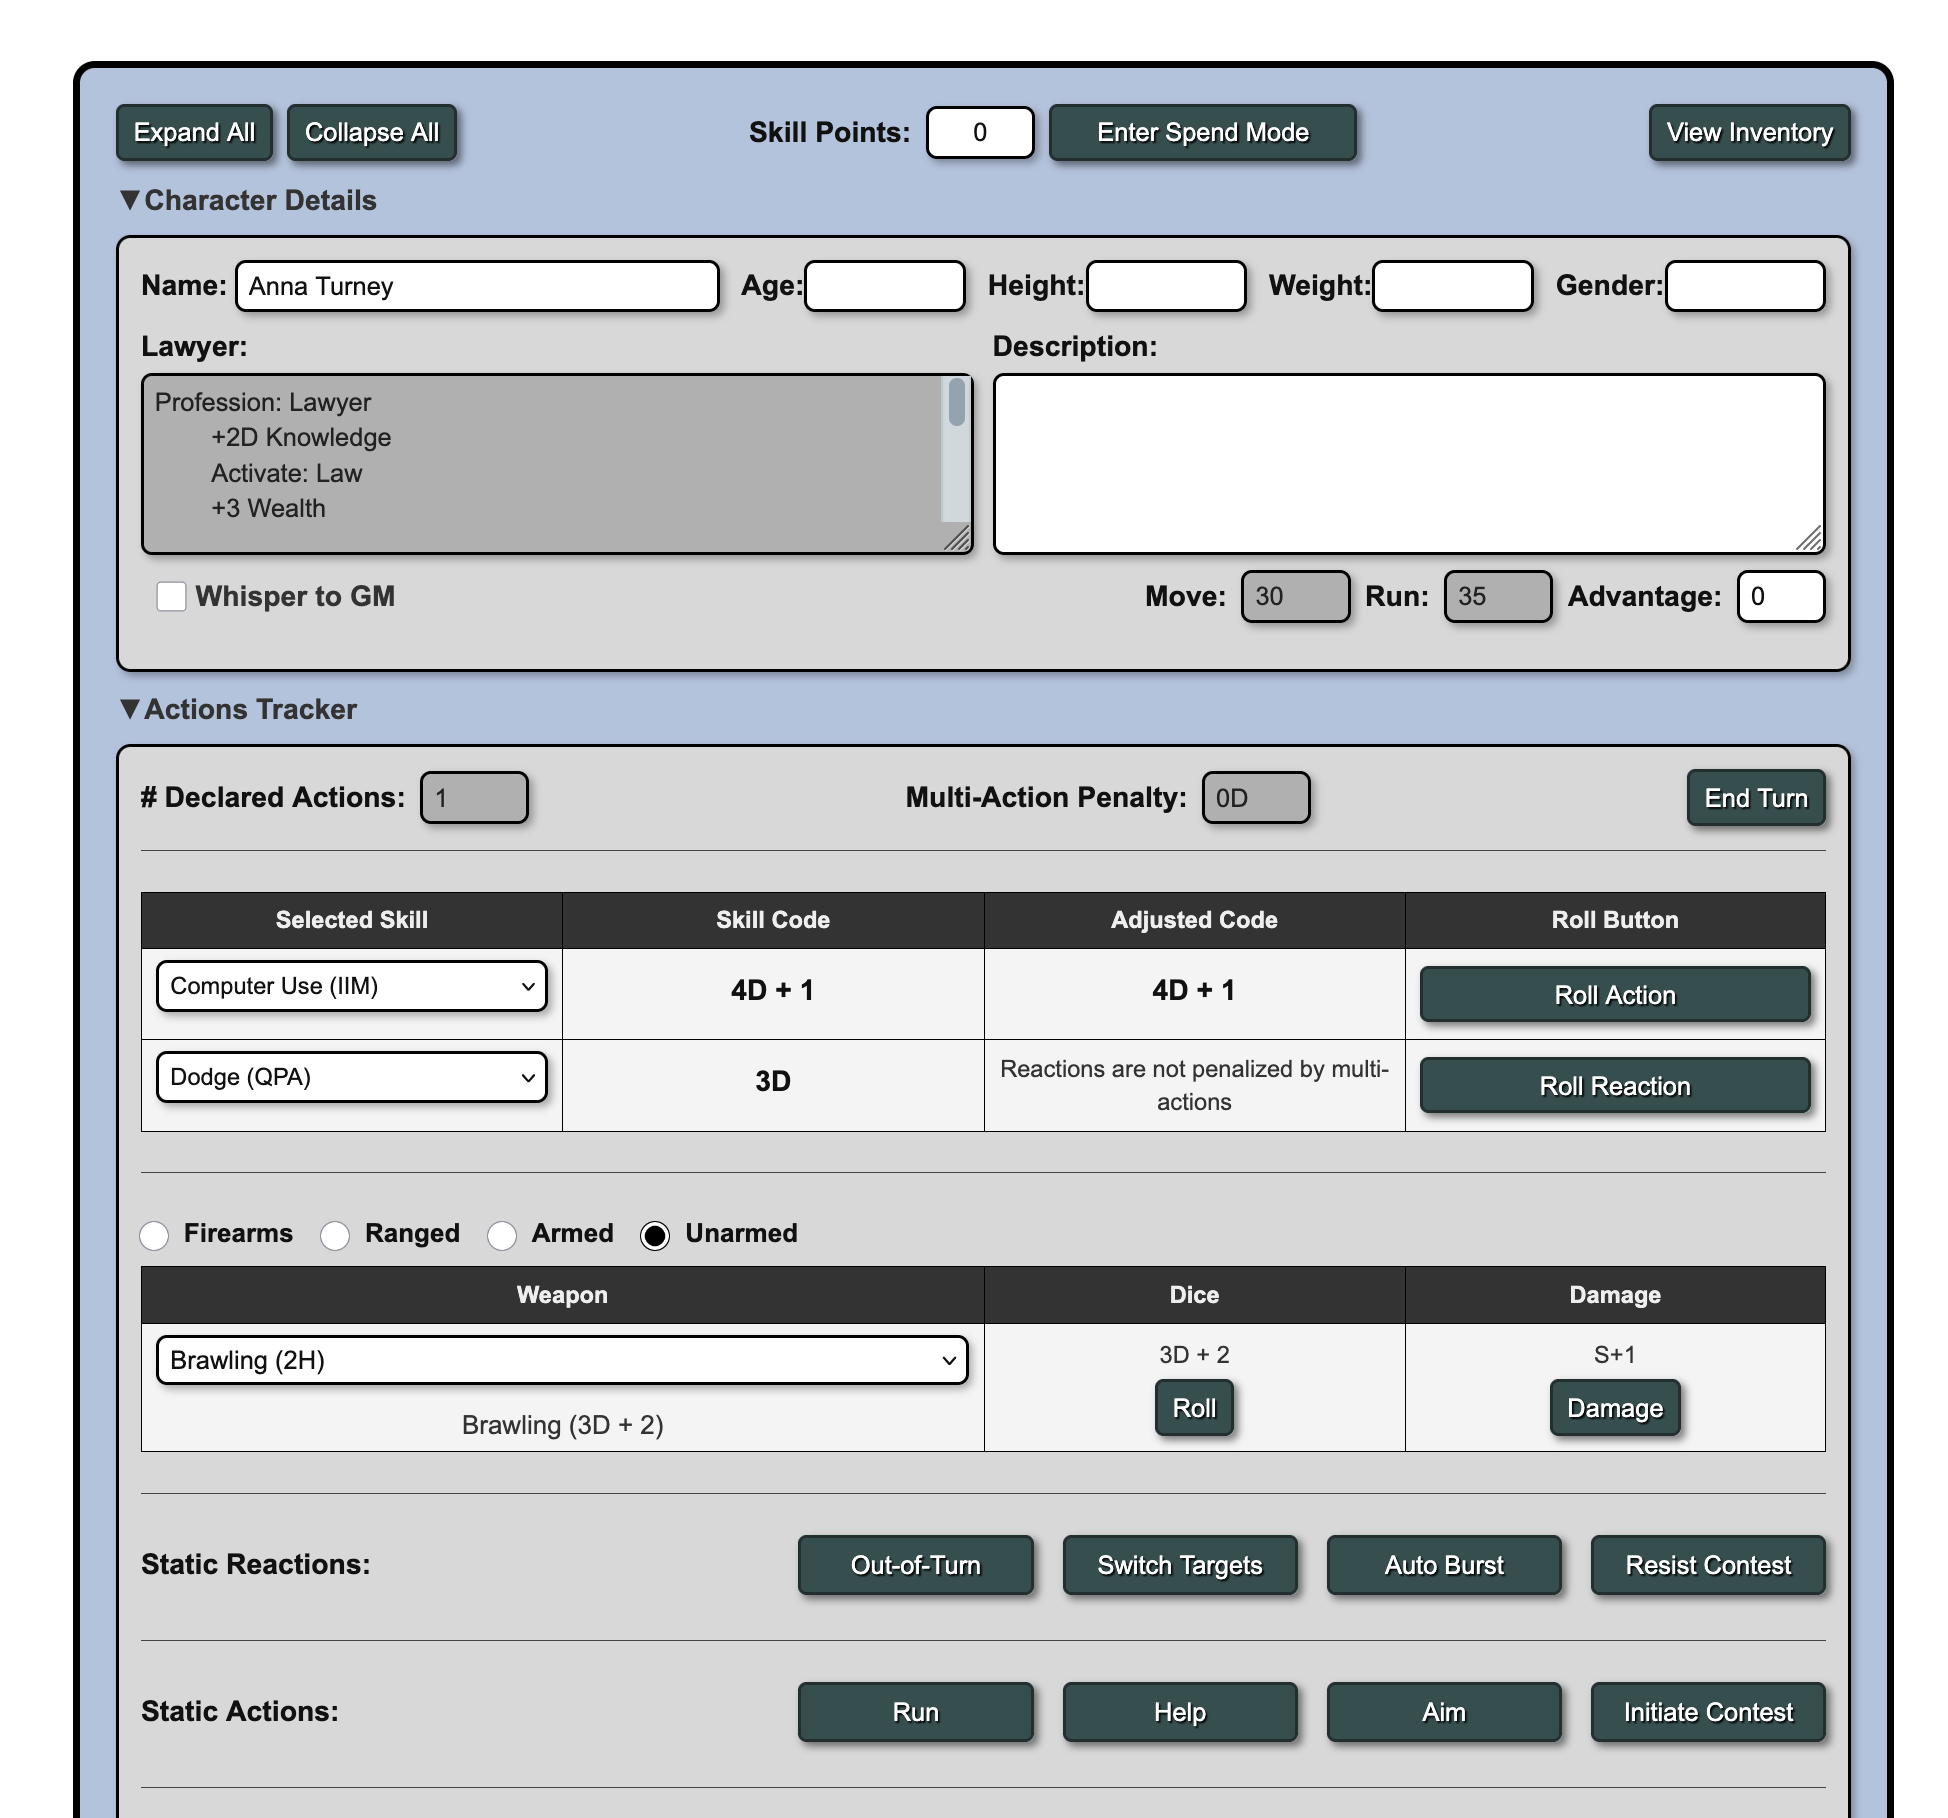 Expand All Collapse All Skill Points: 0 Enter Spend Mode View Inventory
▼Character Details
Name: Anna Turney Age: Height: Weight: Gender:
Lawyer: Description:
Profession: Lawyer
+2D Knowledge
Activate: Law
+3 Wealth
Whisper to GM Move: 30 Run: 35 Advantage: 0
▼Actions Tracker
# Declared Actions: 1 Multi-Action Penalty: 0D End Turn
Selected Skill Skill Code Adjusted Code Roll Button
Computer Use (IIM) 4D + 1 4D + 1 Roll Action
Dodge (QPA) 3D Reactions are not penalized by multi-
actions Roll Reaction
Firearms Ranged Armed Unarmed
Weapon Dice Damage
Brawling (2H) 3D + 2 S+1
Roll Damage
Brawling (3D + 2)
Static Reactions: Out-of-Turn Switch Targets Auto Burst Resist Contest
Static Actions: Run Help Aim Initiate Contest